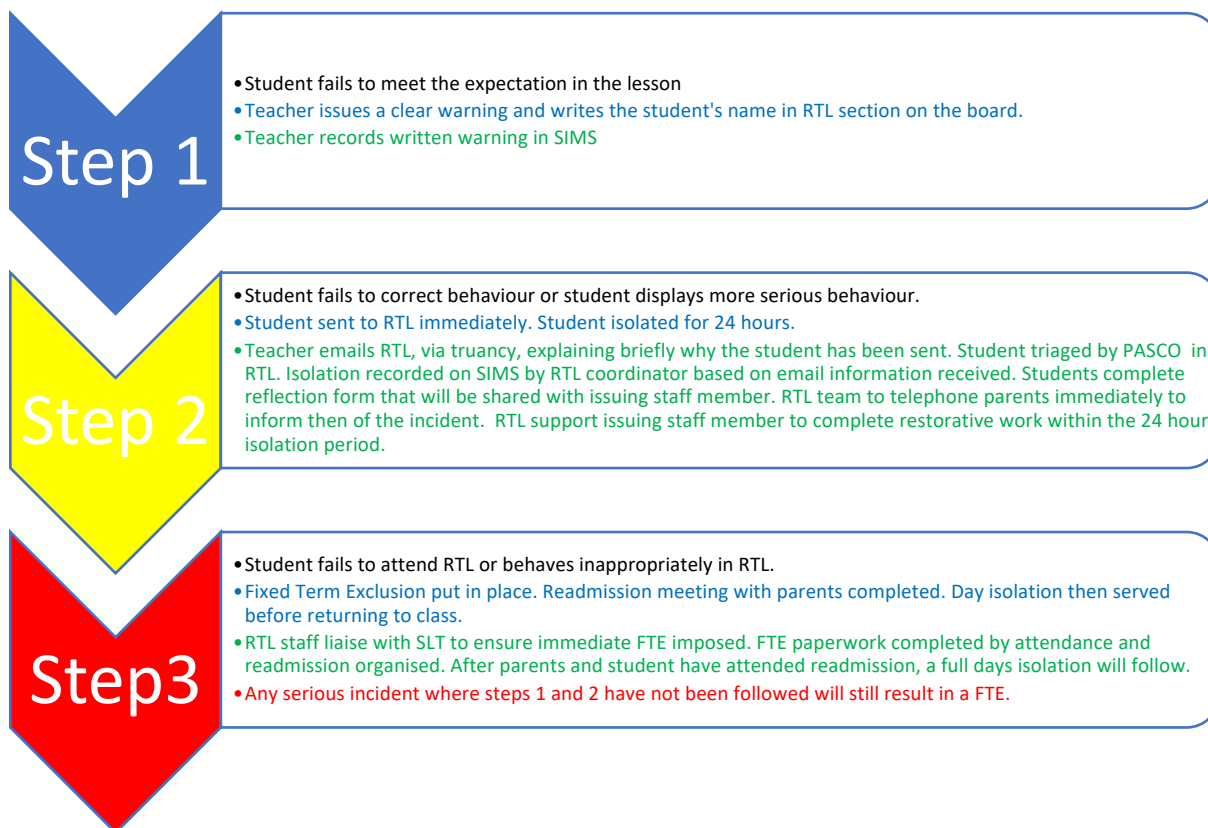 Step 1
•Student fails to meet the expectation in the lesson
•Teacher issues a clear warning and writes the student's name in RTL section on the board.
•Teacher records written warning in SIMS
Step 2
•Student fails to correct behaviour or student displays more serious behaviour.
•Student sent to RTL immediately. Student isolated for 24 hours.
•Teacher emails RTL, via truancy, explaining briefly why the student has been sent. Student triaged by PASCO in
RTL. Isolation recorded on SIMS by RTL coordinator based on email information received. Students complete
reflection form that will be shared with issuing staff member. RTL team to telephone parents immediately to
inform then of the incident. RTL support issuing staff member to complete restorative work within the 24 hour
isolation period.
Step3
•Student fails to attend RTL or behaves inappropriately in RTL.
•Fixed Term Exclusion put in place. Readmission meeting with parents completed. Day isolation then served
before returning to class.
•RTL staff liaise with SLT to ensure immediate FTE imposed. FTE paperwork completed by attendance and
readmission organised. After parents and student have attended readmission, a full days isolation will follow.
•Any serious incident where steps 1 and 2 have not been followed will still result in a FTE.